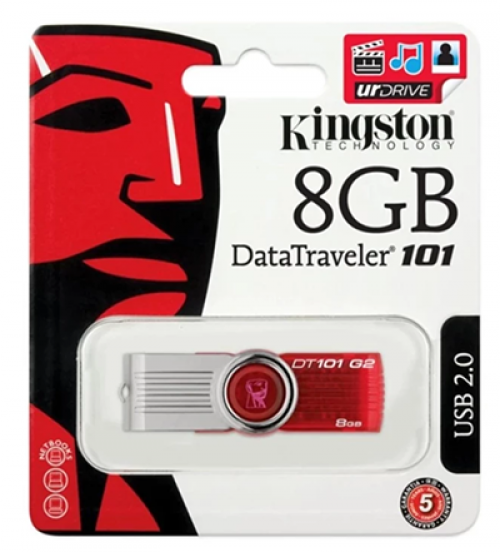 urDRIVE
Kingston
TECHNOLOGY
8GB
DataTraveler® 101
DT101 G2
8GB
USB 2.0
NETBOOKS
5